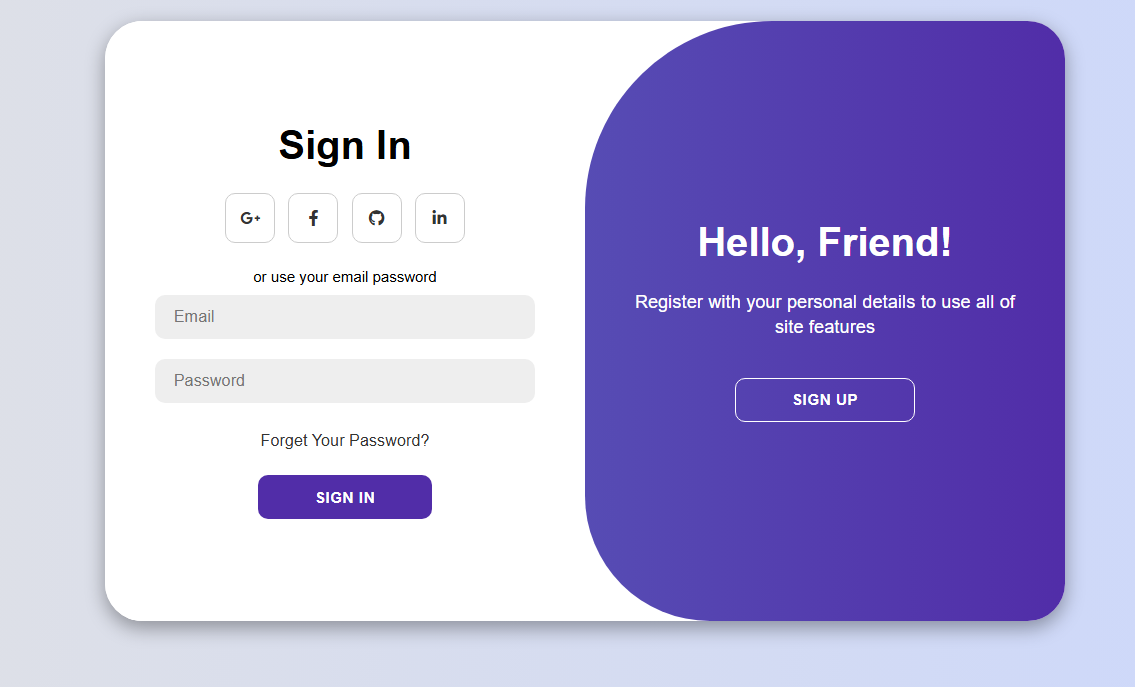 Sign In
G+
f
in
or use your email password
Email
Password
Forget Your Password?
SIGN IN
Hello, Friend!
Register with your personal details to use all of
site features
SIGN UP